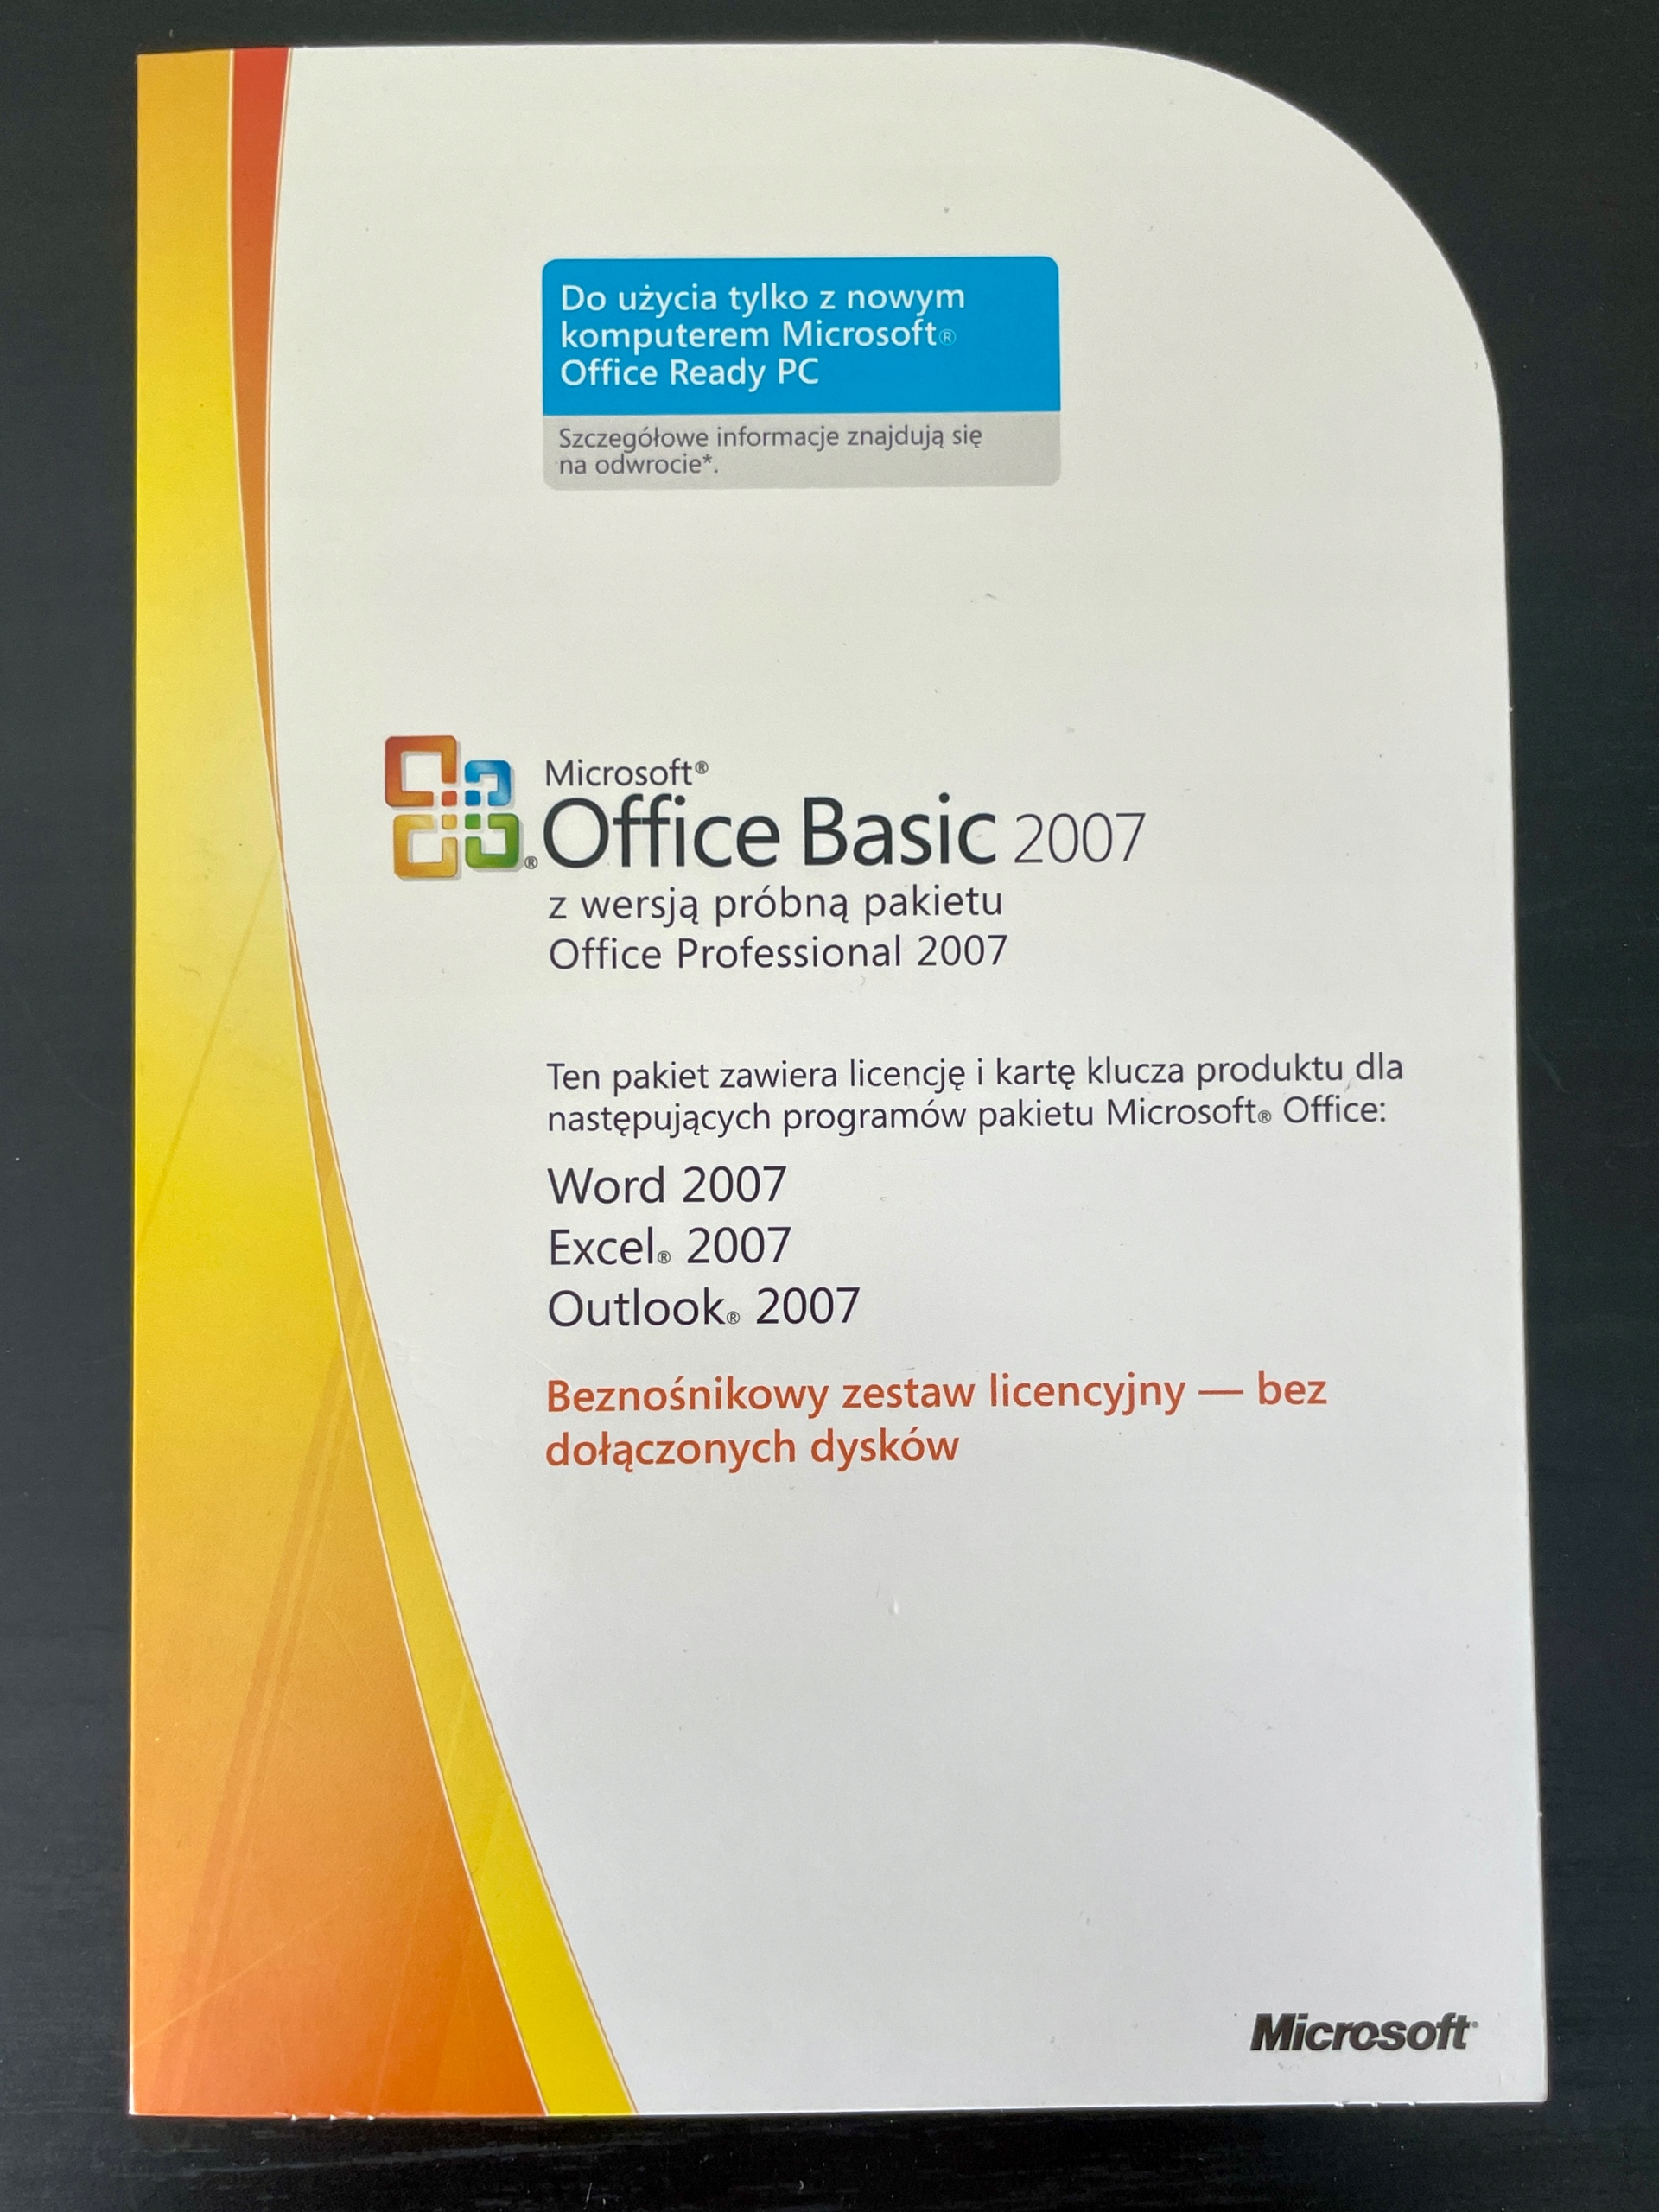 Do użycia tylko z nowym
komputerem Microsoft®
Office Ready PC
Szczegółowe informacje znajdują się
na odwrocie*.
Microsoft®
® Office Basic 2007
z wersją próbną pakietu
Office Professional 2007
Ten pakiet zawiera licencję i kartę klucza produktu dla
następujących programów pakietu Microsoft® Office:
Word 2007
Excel® 2007
Outlook® 2007
Beznośnikowy zestaw licencyjny — bez
dołączonych dysków
Microsoft®